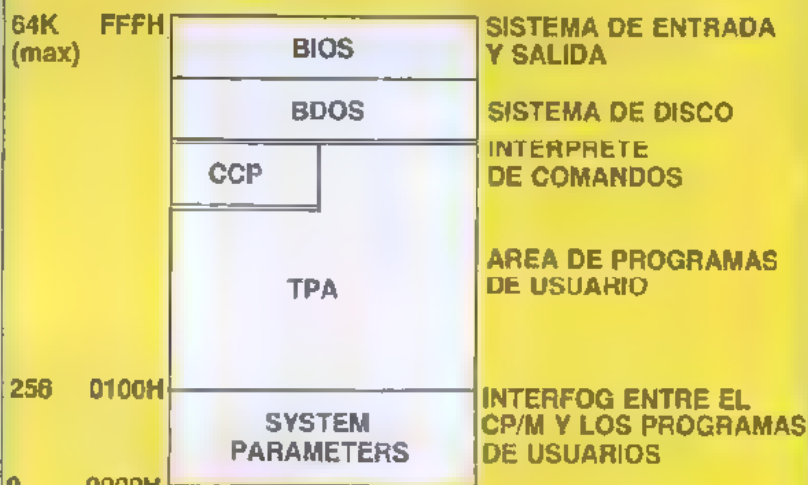 64K FFFH
(max)
BIOS
SISTEMA DE ENTRADA
Y SALIDA
BDOS
SISTEMA DE DISCO
CCP
INTERPRETE
DE COMANDOS
TPA
AREA DE PROGRAMAS
DE USUARIO
256 0100H
SYSTEM
PARAMETERS
INTERFOG ENTRE EL
CP/M Y LOS PROGRAMAS
DE USUARIOS
0 0000H